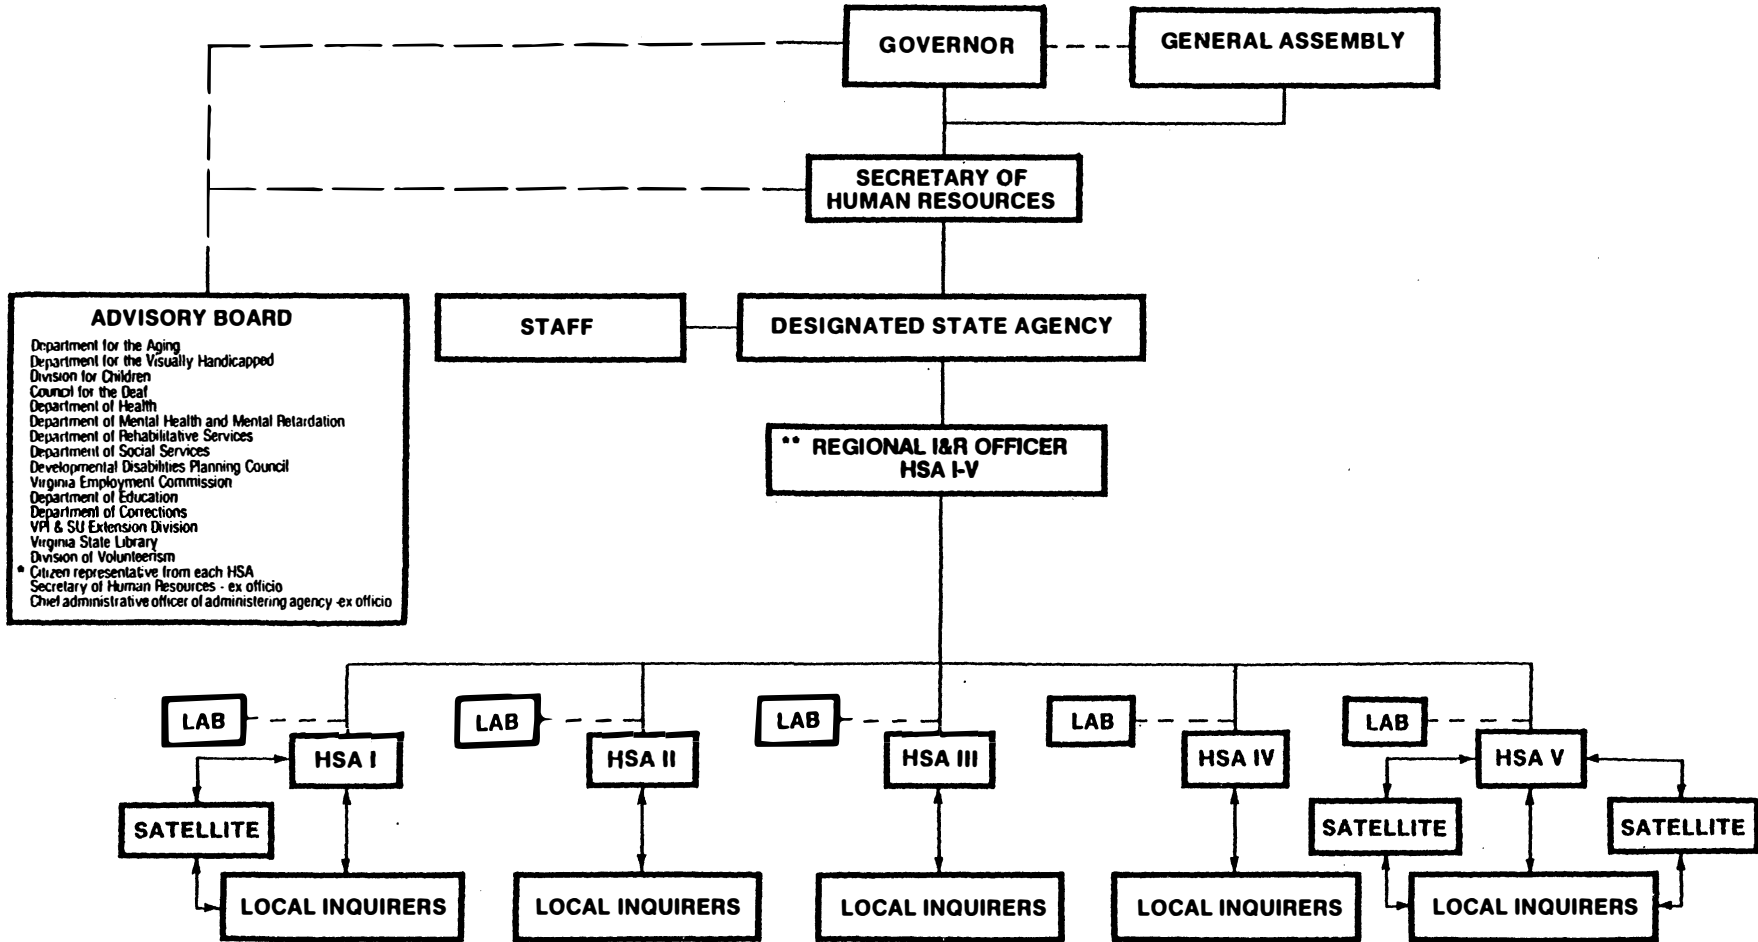 GOVERNOR
GENERAL ASSEMBLY
SECRETARY OF
HUMAN RESOURCES
ADVISORY BOARD
Department for the Aging
Department for the Visually Handicapped
Division for Children
Council for the Deaf
Department of Health
Department of Mental Health and Mental Retardation
Department of Rehabilitative Services
Department of Social Services
Developmental Disabilities Planning Council
Virginia Employment Commission
Department of Education
Department of Corrections
VPI & SU Extension Division
Virginia State Library
Division of Volunteerism
* Citizen representative from each HSA
Secretary of Human Resources - ex officio
Chief administrative officer of administering agency -ex officio
STAFF
DESIGNATED STATE AGENCY
** REGIONAL I&R OFFICER
HSA I-V
LAB
LAB
LAB
LAB
LAB
HSA I
HSA II
HSA III
HSA IV
HSA V
SATELLITE
SATELLITE
SATELLITE
LOCAL INQUIRERS
LOCAL INQUIRERS
LOCAL INQUIRERS
LOCAL INQUIRERS
LOCAL INQUIRERS